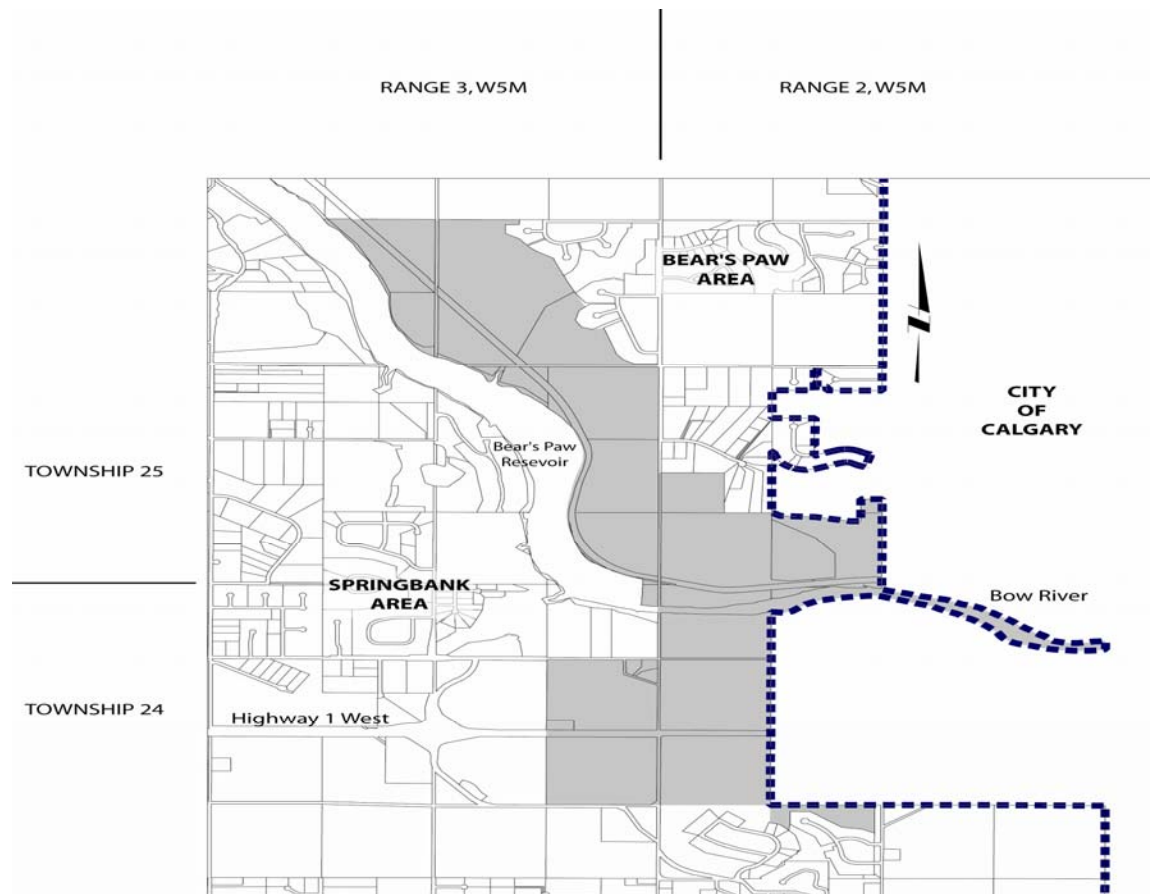 RANGE 3, W5M
RANGE 2, W5M
BEAR'S PAW
AREA
CITY
OF
CALGARY
Bear's Paw
Resevoir
TOWNSHIP 25
SPRINGBANK
AREA
Bow River
TOWNSHIP 24
Highway 1 West